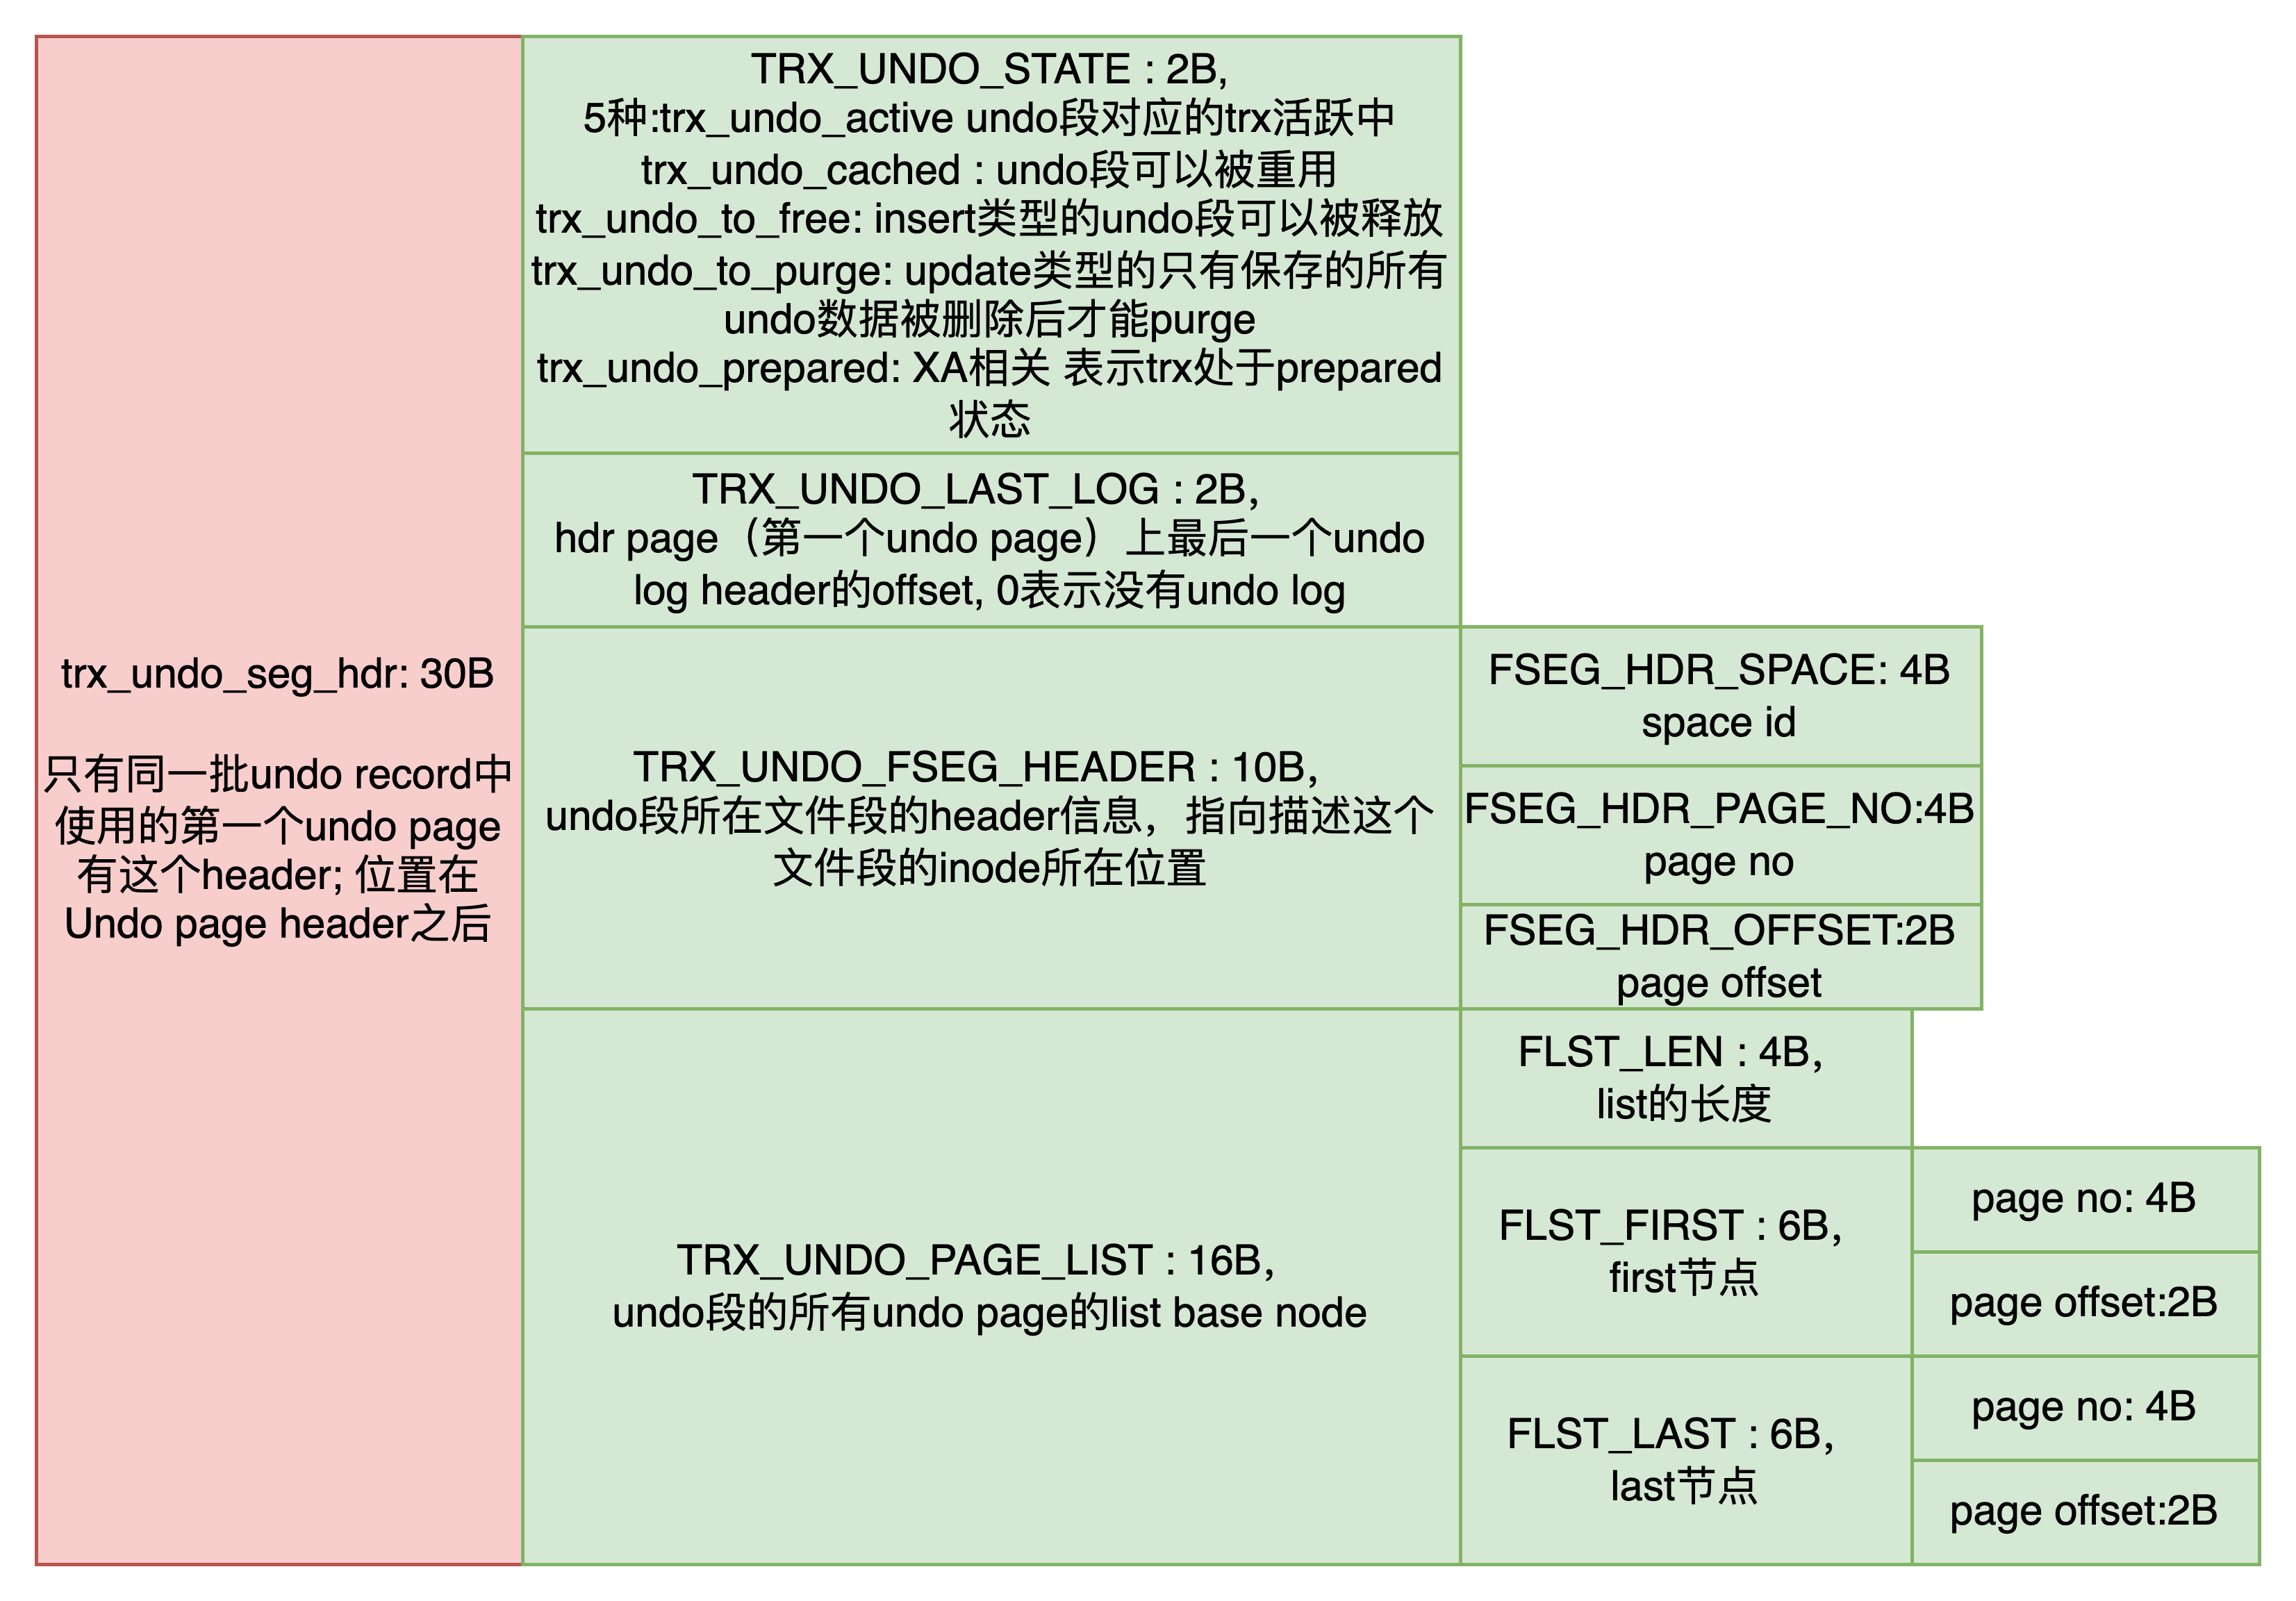 trx_undo_seg_hdr: 30B
只有同一批undo record中
使用的第一个undo page
有这个header; 位置在
Undo page header之后
TRX_UNDO_STATE : 2B,
5种:trx_undo_active undo段对应的trx活跃中
trx_undo_cached : undo段可以被重用
trx_undo_to_free: insert类型的undo段可以被释放
trx_undo_to_purge: update类型的只有保存的所有
undo数据被删除后才能purge
trx_undo_prepared: XA相关 表示trx处于prepared
状态
TRX_UNDO_LAST_LOG : 2B，
hdr page（第一个undo page）上最后一个undo
log header的offset, 0表示没有undo log
TRX_UNDO_FSEG_HEADER : 10B，
undo段所在文件段的header信息，指向描述这个
文件段的inode所在位置
FSEG_HDR_SPACE: 4B
space id
FSEG_HDR_PAGE_NO:4B
page no
FSEG_HDR_OFFSET:2B
page offset
TRX_UNDO_PAGE_LIST : 16B，
undo段的所有undo page的list base node
FLST_LEN : 4B，
list的长度
FLST_FIRST : 6B，
first节点
page no: 4B
page offset:2B
FLST_LAST : 6B，
last节点
page no: 4B
page offset:2B